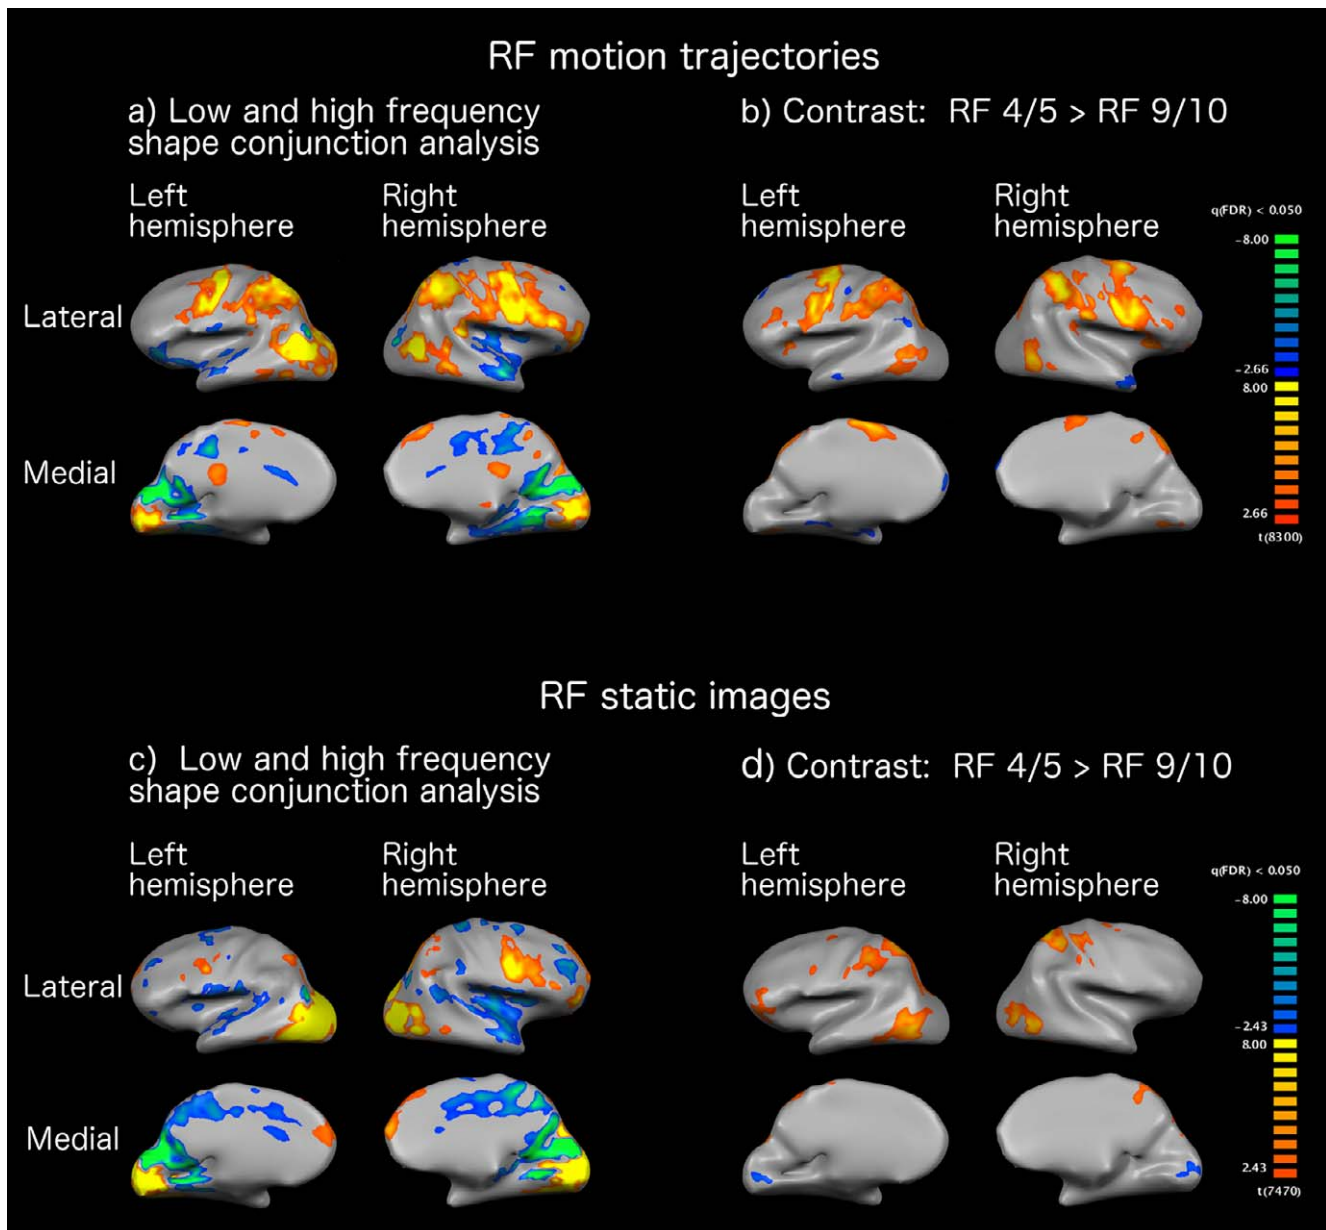 RF motion trajectories
a) Low and high frequency
shape conjunction analysis
b) Contrast: RF 4/5 > RF 9/10
Left
hemisphere
Right
hemisphere
Left
hemisphere
Right
hemisphere
q(FDR) < 0.050
-8.00
Lateral
-2.66
8.00
Medial
2.66
t(8300)
RF static images
c) Low and high frequency
shape conjunction analysis
d) Contrast: RF 4/5 > RF 9/10
Left
hemisphere
Right
hemisphere
Left
hemisphere
Right
hemisphere
q(FDR) < 0.050
-8.00
Lateral
-2.43
8.00
Medial
2.43
t(7470)